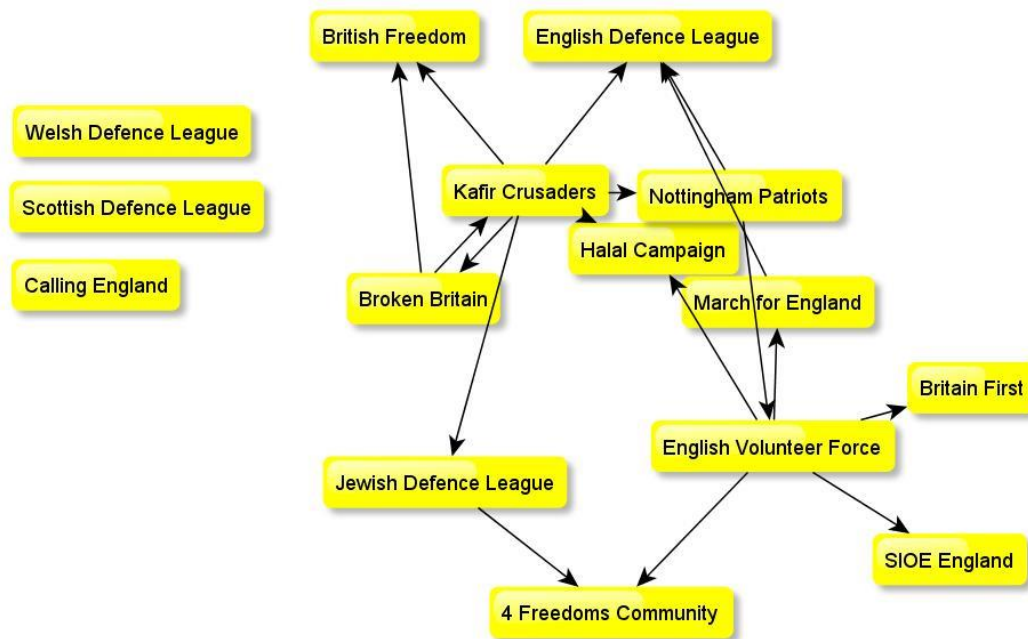 British Freedom
English Defence League
Welsh Defence League
Kafir Crusaders
Nottingham Patriots
Scottish Defence League
Halal Campaign
Calling England
Broken Britain
March for England
Britain First
English Volunteer Force
Jewish Defence League
SIOE England
4 Freedoms Community